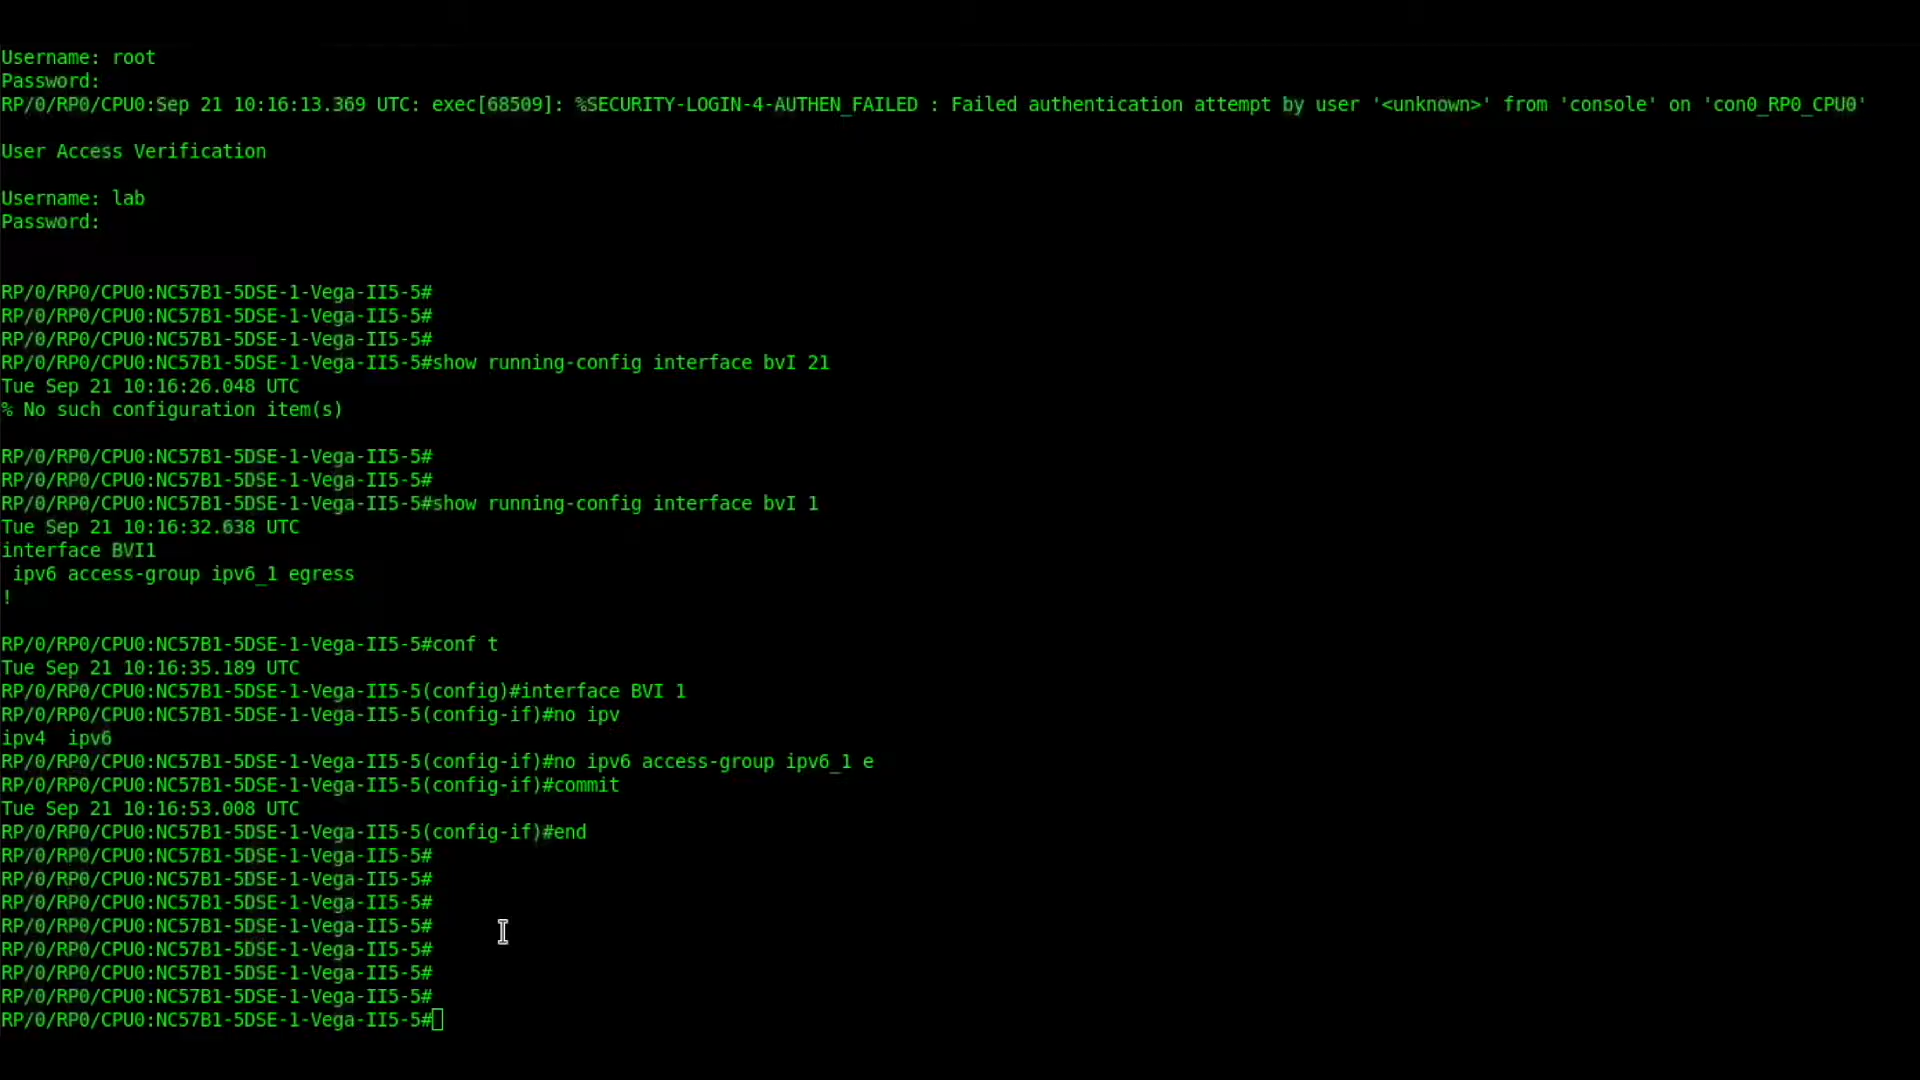 Username: root
Password:
RP/0/RP0/CPU0:Sep 21 10:16:13.369 UTC: exec[68509]: %SECURITY-LOGIN-4-AUTHEN_FAILED : Failed authentication attempt by user '<unknown>' from 'console' on 'con0_RP0_CPU0'
User Access Verification
Username: lab
Password:
RP/0/RP0/CPU0:NC57B1-5DSE-1-Vega-II5-5#
RP/0/RP0/CPU0:NC57B1-5DSE-1-Vega-II5-5#
RP/0/RP0/CPU0:NC57B1-5DSE-1-Vega-II5-5#
RP/0/RP0/CPU0:NC57B1-5DSE-1-Vega-II5-5#show running-config interface bvI 21
Tue Sep 21 10:16:26.048 UTC
% No such configuration item(s)
RP/0/RP0/CPU0:NC57B1-5DSE-1-Vega-II5-5#
RP/0/RP0/CPU0:NC57B1-5DSE-1-Vega-II5-5#
RP/0/RP0/CPU0:NC57B1-5DSE-1-Vega-II5-5#show running-config interface bvI 1
Tue Sep 21 10:16:32.638 UTC
interface BVI1
 ipv6 access-group ipv6_1 egress
!
RP/0/RP0/CPU0:NC57B1-5DSE-1-Vega-II5-5#conf t
Tue Sep 21 10:16:35.189 UTC
RP/0/RP0/CPU0:NC57B1-5DSE-1-Vega-II5-5(config)#interface BVI 1
RP/0/RP0/CPU0:NC57B1-5DSE-1-Vega-II5-5(config-if)#no ipv
ipv4  ipv6
RP/0/RP0/CPU0:NC57B1-5DSE-1-Vega-II5-5(config-if)#no ipv6 access-group ipv6_1 e
RP/0/RP0/CPU0:NC57B1-5DSE-1-Vega-II5-5(config-if)#commit
Tue Sep 21 10:16:53.008 UTC
RP/0/RP0/CPU0:NC57B1-5DSE-1-Vega-II5-5(config-if)#end
RP/0/RP0/CPU0:NC57B1-5DSE-1-Vega-II5-5#
RP/0/RP0/CPU0:NC57B1-5DSE-1-Vega-II5-5#
RP/0/RP0/CPU0:NC57B1-5DSE-1-Vega-II5-5#
RP/0/RP0/CPU0:NC57B1-5DSE-1-Vega-II5-5#
RP/0/RP0/CPU0:NC57B1-5DSE-1-Vega-II5-5#
RP/0/RP0/CPU0:NC57B1-5DSE-1-Vega-II5-5#
RP/0/RP0/CPU0:NC57B1-5DSE-1-Vega-II5-5#
RP/0/RP0/CPU0:NC57B1-5DSE-1-Vega-II5-5#